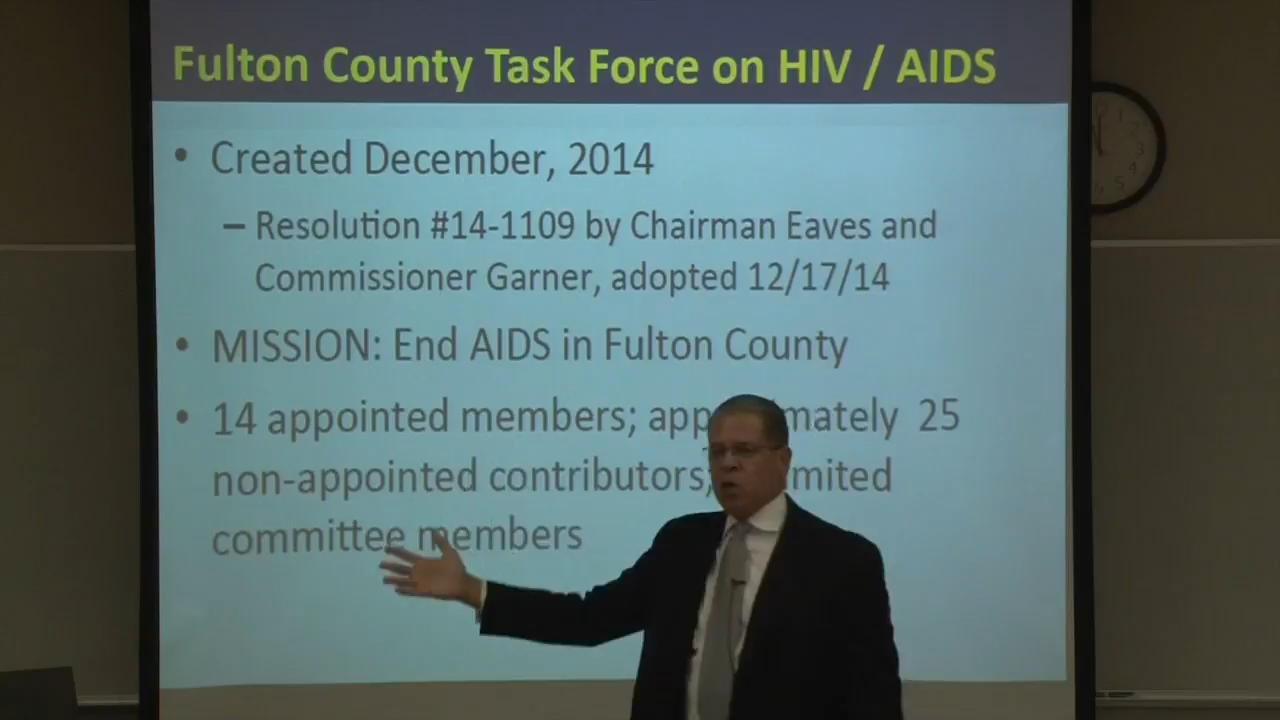 Fulton County Task Force on HIV / AIDS
• Created December, 2014
– Resolution #14-1109 by Chairman Eaves and
Commissioner Garner, adopted 12/17/14
• MISSION: End AIDS in Fulton County
• 14 appointed members; app mately 25
non-appointed contributors; mited
committee members